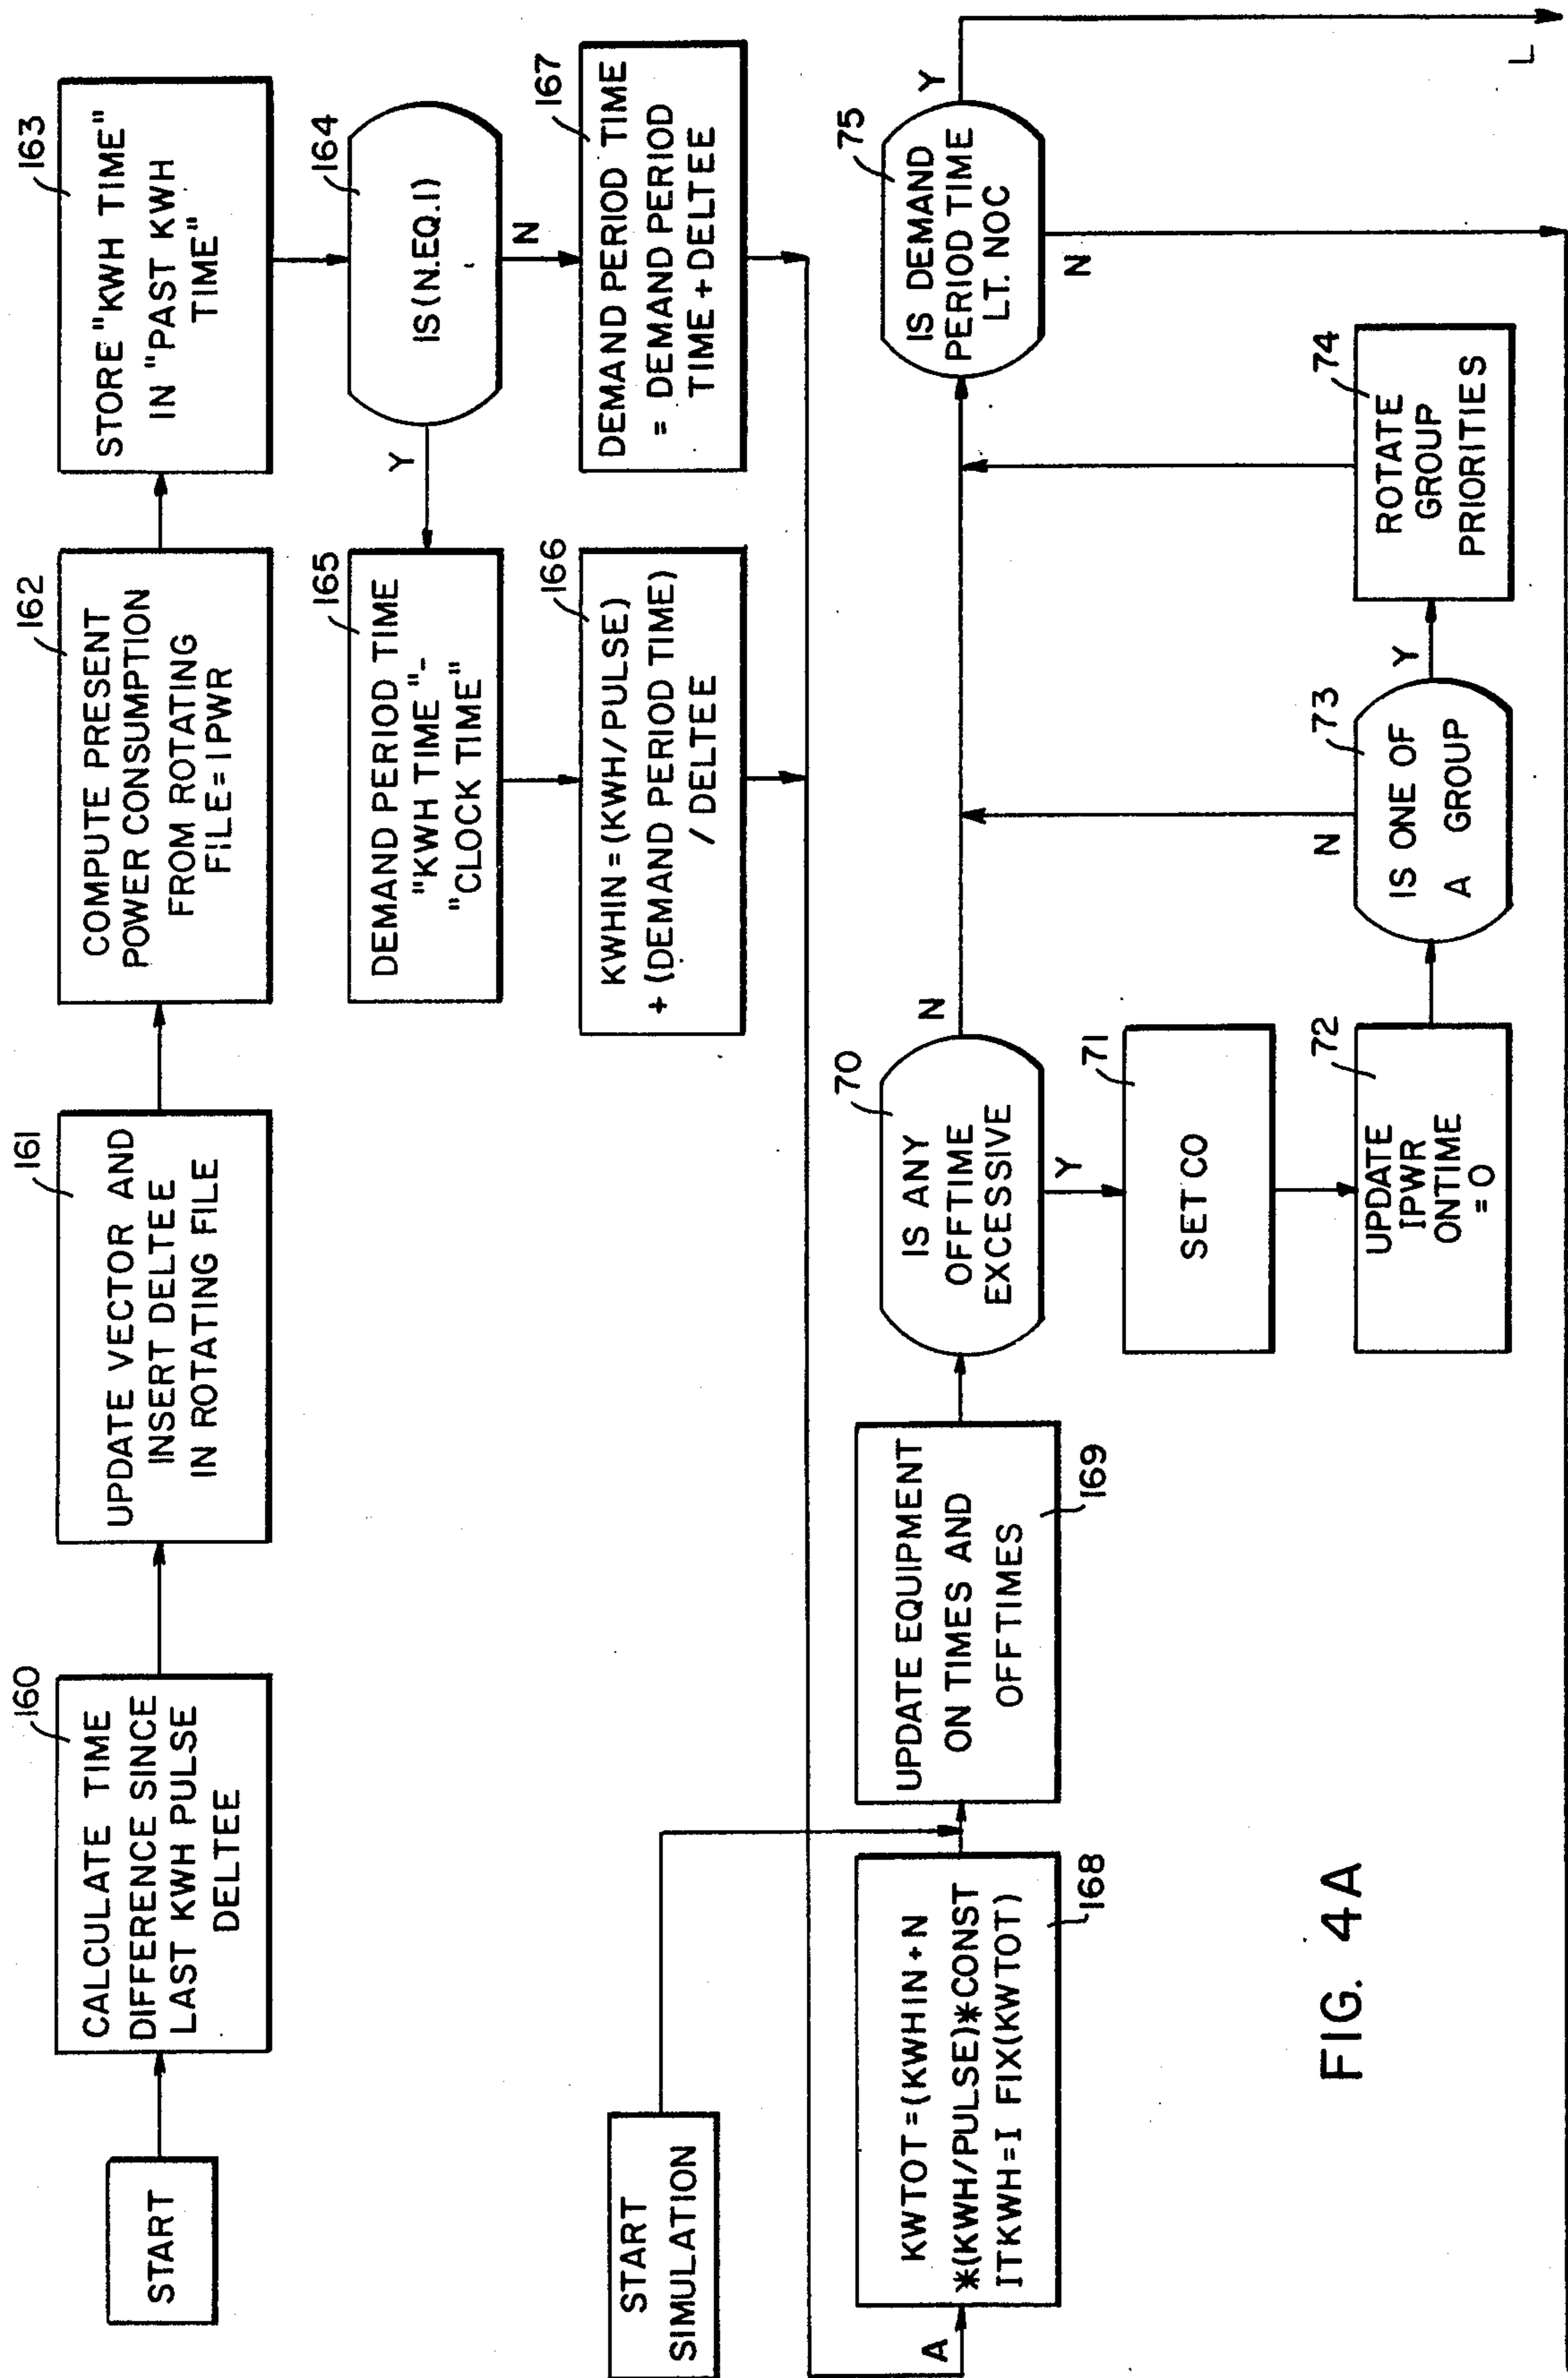 START
160
CALCULATE TIME
DIFFERENCE SINCE
LAST KWH PULSE
DELTEE
161
UPDATE VECTOR AND
INSERT DELTEE
IN ROTATING FILE
162
COMPUTE PRESENT
POWER CONSUMPTION
FROM ROTATING
FILE = IPWR
163
STORE "KWH TIME"
IN "PAST KWH
TIME"
164
IS (N.EQ.1)
Y
N
165
DEMAND PERIOD TIME
"KWH TIME"-
"CLOCK TIME"
166
KWHIN = (KWH/PULSE)
+ (DEMAND PERIOD TIME)
/ DELTEE
167
DEMAND PERIOD TIME
= DEMAND PERIOD
TIME + DELTEE
START
SIMULATION
A
KWTOT = (KWHIN + N
*(KWH/PULSE)*CONST
ITKWH = I FIX(KWTOT)
168
UPDATE EQUIPMENT
ON TIMES AND
OFFTIMES
169
70
IS ANY
OFFTIME
EXCESSIVE
N
Y
71
SET CO
72
UPDATE
IPWR
ONTIME
= 0
73
IS ONE OF
A GROUP
N
Y
74
ROTATE
GROUP
PRIORITIES
75
IS DEMAND
PERIOD TIME
LT. NOC
Y
N
L
FIG. 4A